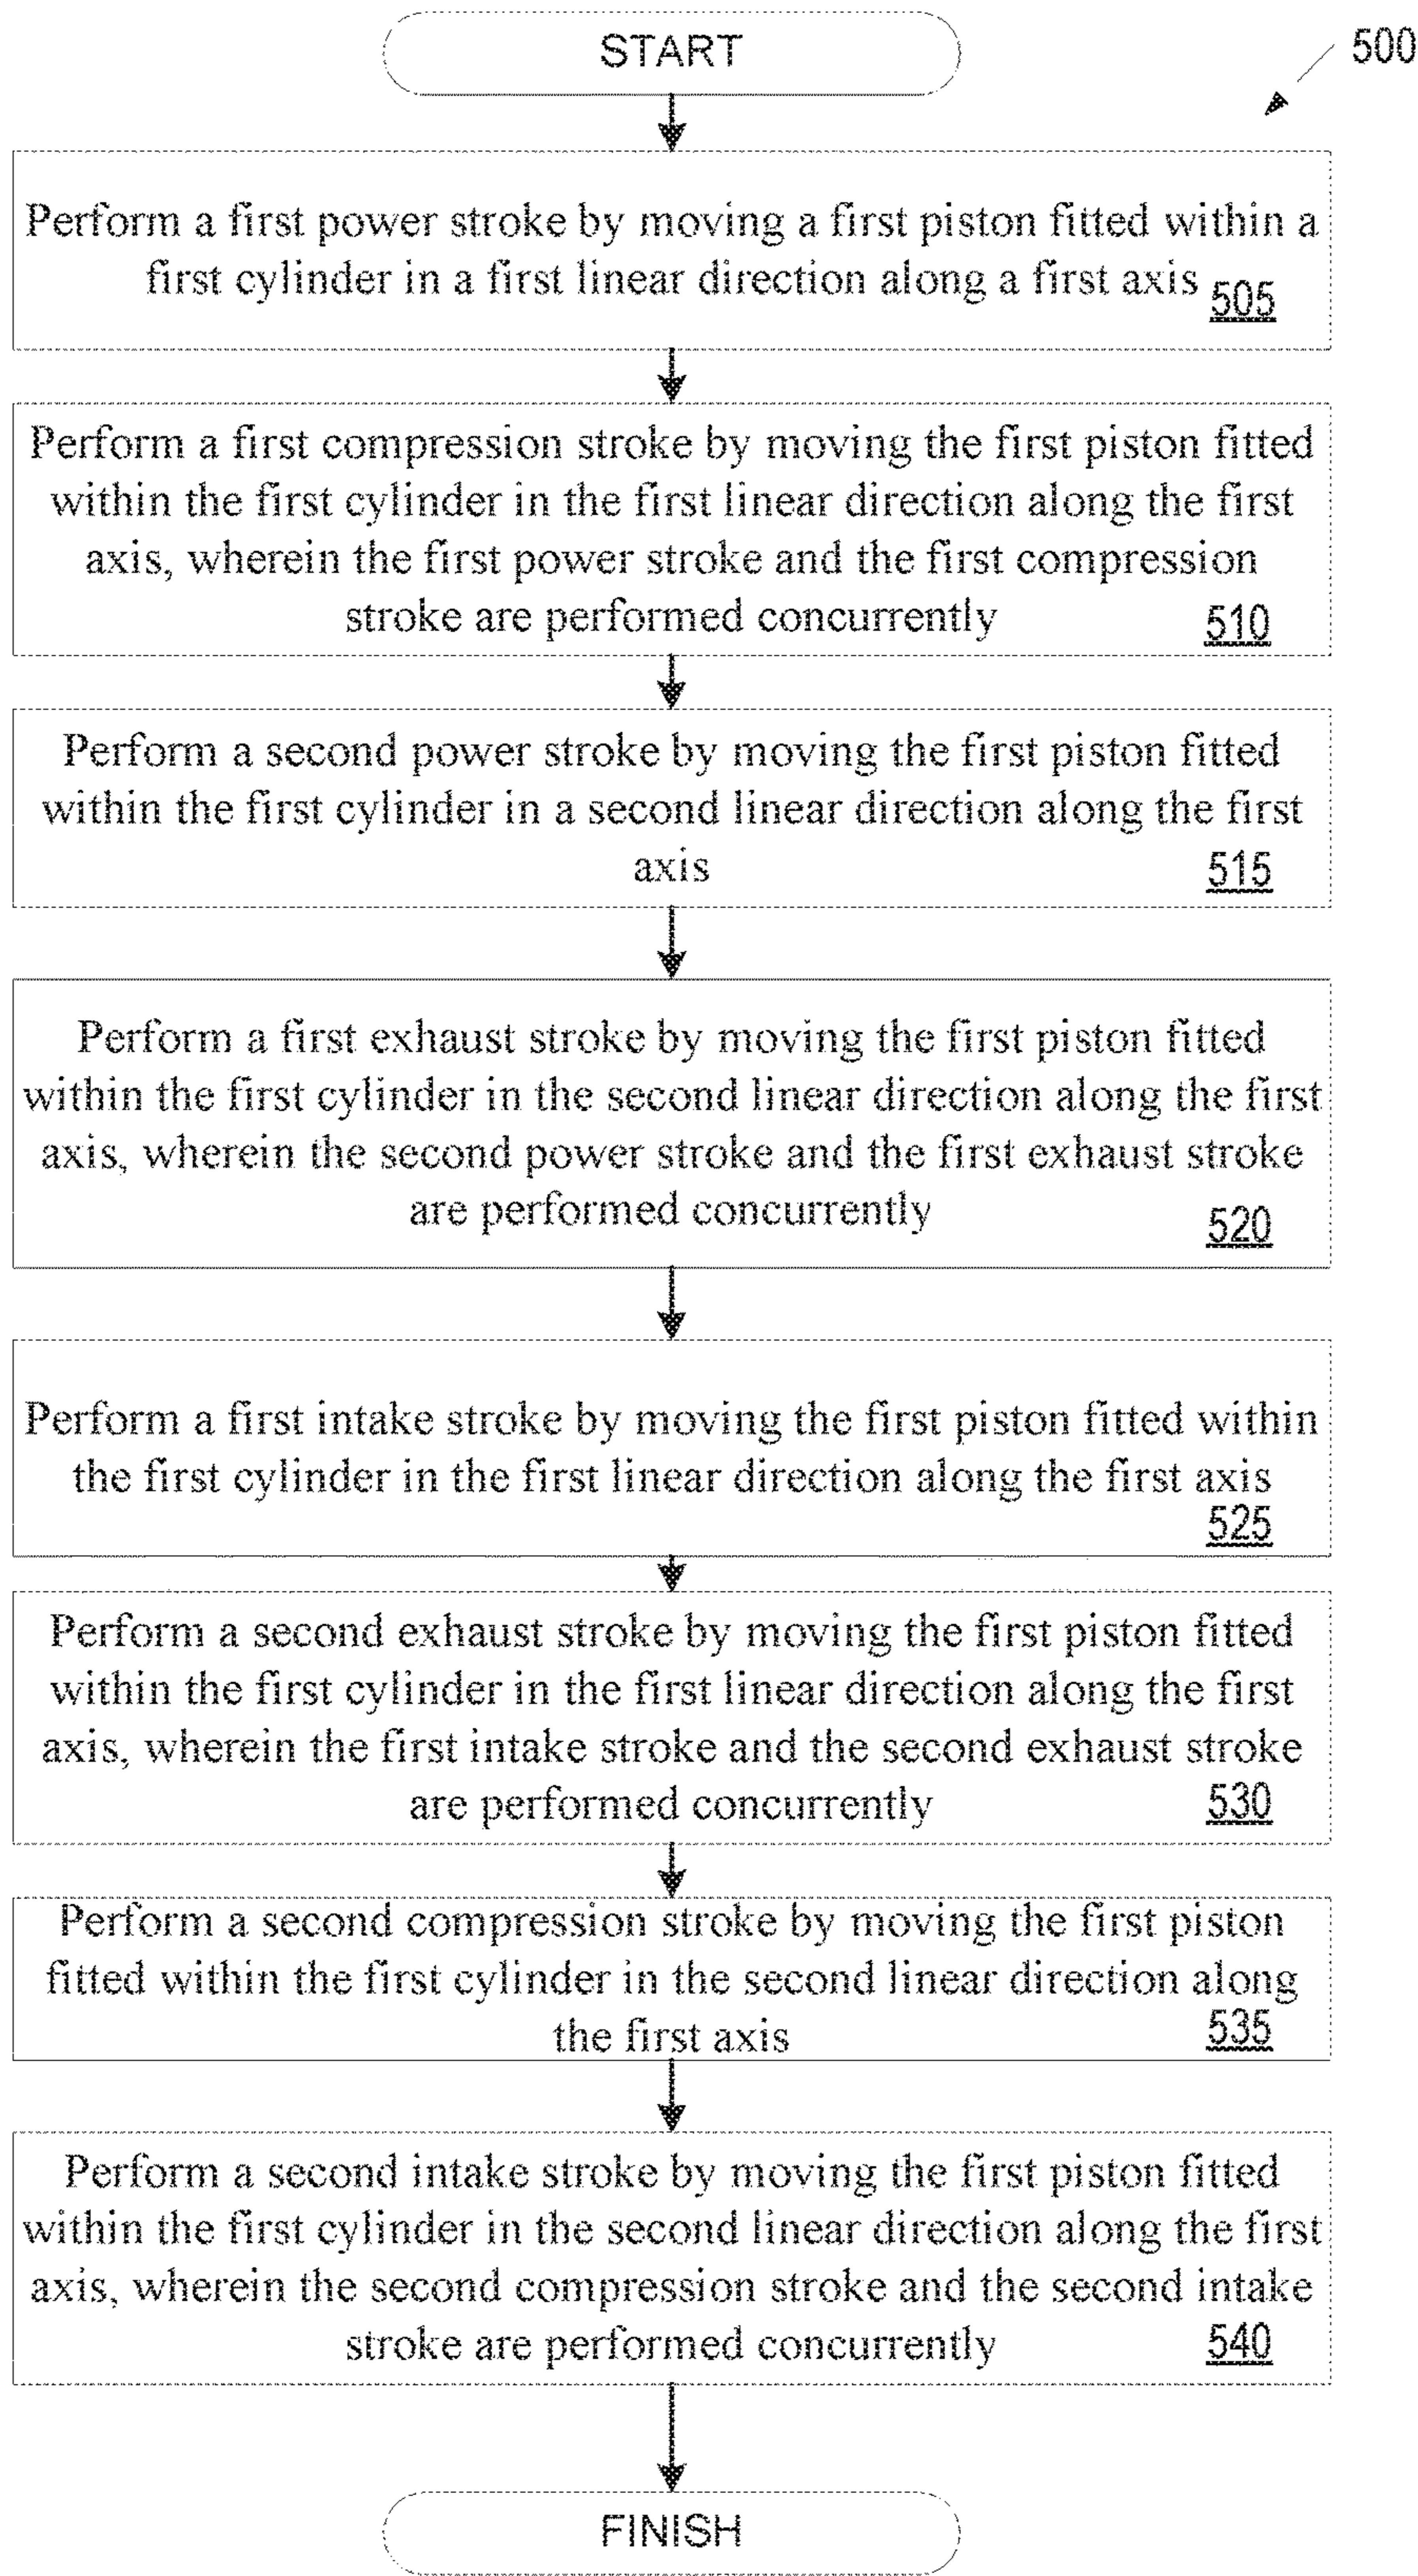 START
500
Perform a first power stroke by moving a first piston fitted within a
first cylinder in a first linear direction along a first axis
505
Perform a first compression stroke by moving the first piston fitted
within the first cylinder in the first linear direction along the first
axis, wherein the first power stroke and the first compression
stroke are performed concurrently
510
Perform a second power stroke by moving the first piston fitted
within the first cylinder in a second linear direction along the first
axis
515
Perform a first exhaust stroke by moving the first piston fitted
within the first cylinder in the second linear direction along the first
axis, wherein the second power stroke and the first exhaust stroke
are performed concurrently
520
Perform a first intake stroke by moving the first piston fitted within
the first cylinder in the first linear direction along the first axis
525
Perform a second exhaust stroke by moving the first piston fitted
within the first cylinder in the first linear direction along the first
axis, wherein the first intake stroke and the second exhaust stroke
are performed concurrently
530
Perform a second compression stroke by moving the first piston
fitted within the first cylinder in the second linear direction along
the first axis
535
Perform a second intake stroke by moving the first piston fitted
within the first cylinder in the second linear direction along the first
axis, wherein the second compression stroke and the second intake
stroke are performed concurrently
540
FINISH